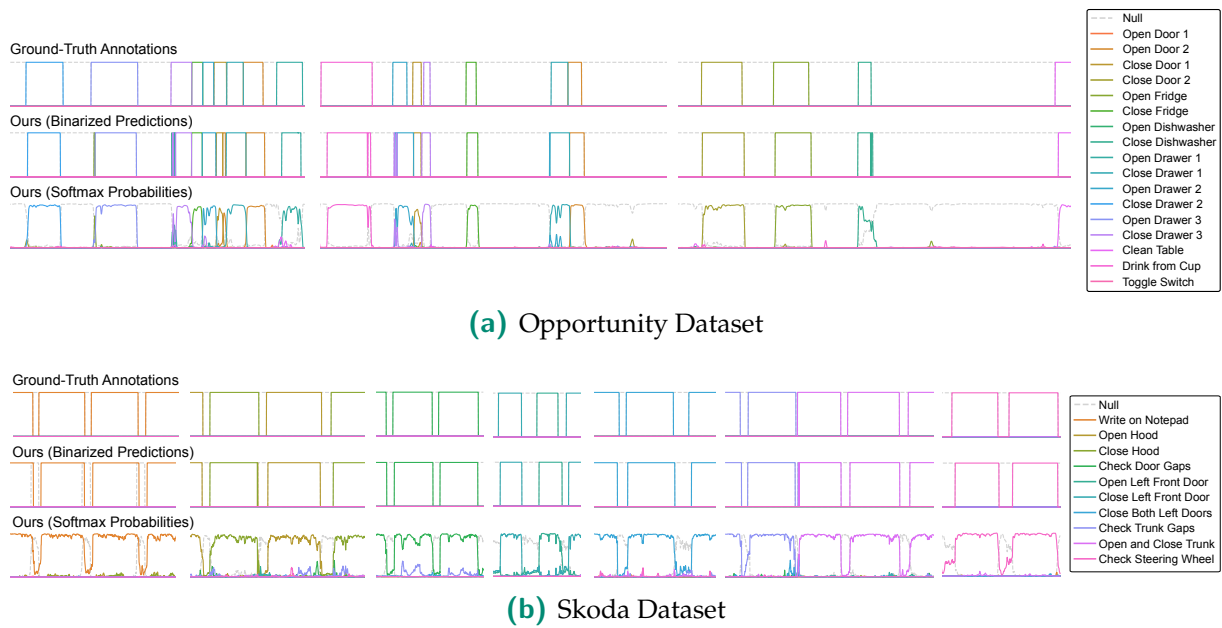 Ground-Truth Annotations
Ours (Binarized Predictions)
Ours (Softmax Probabilities)
Null
Open Door 1
Open Door 2
Close Door 1
Close Door 2
Open Fridge
Close Fridge
Open Dishwasher
Close Dishwasher
Open Drawer 1
Close Drawer 1
Open Drawer 2
Close Drawer 2
Open Drawer 3
Close Drawer 3
Clean Table
Drink from Cup
Toggle Switch
(a) Opportunity Dataset
Ground-Truth Annotations
Ours (Binarized Predictions)
Ours (Softmax Probabilities)
Null
Write on Notepad
Open Hood
Close Hood
Check Door Gaps
Open Left Front Door
Close Left Front Door
Close Both Left Doors
Check Trunk Gaps
Open and Close Trunk
Check Steering Wheel
(b) Skoda Dataset